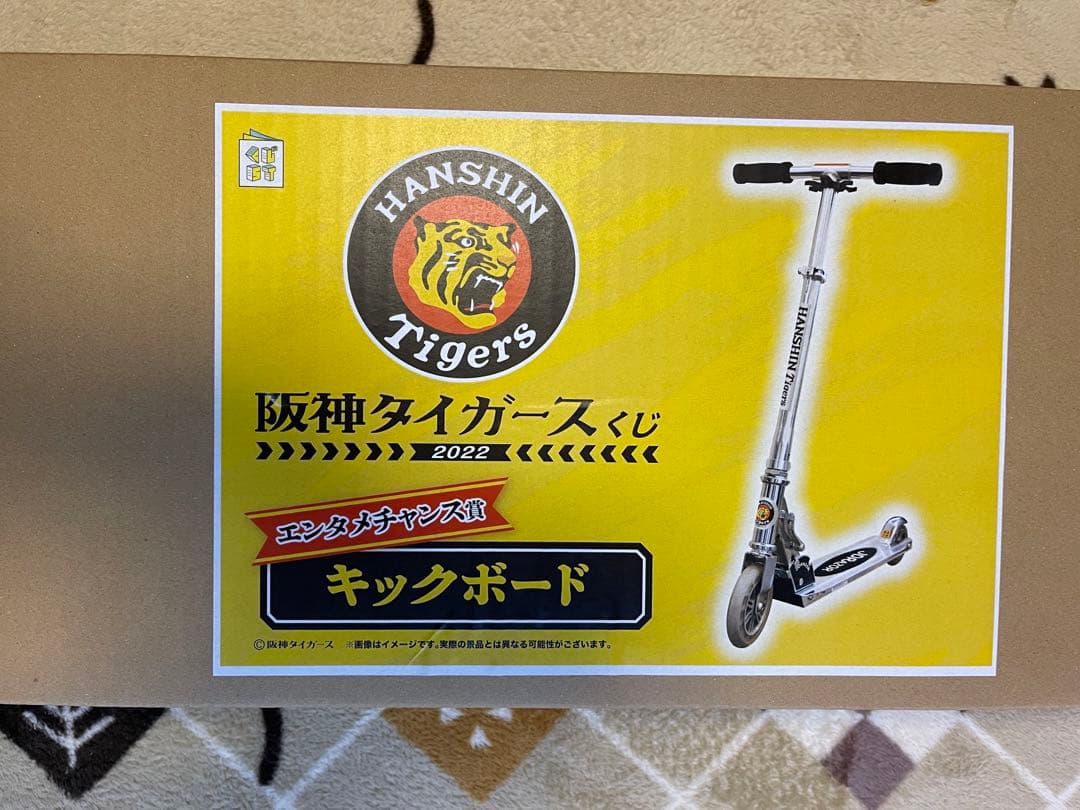 くじ
ST
HANSHIN
Tigers
阪神タイガースくじ
2022
エンタメチャンス賞
キックボード
©阪神タイガース ※画像はイメージです。実際の景品とは異なる可能性がございます。
HANSHIN Tigers
JDRAZOR